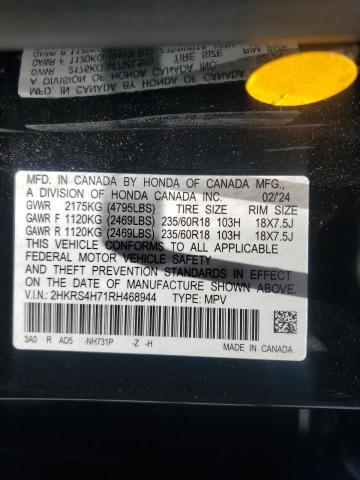 MFD. IN CANADA BY HONDA OF CANADA MFG.,
A DIVISION OF HONDA CANADA INC. 02/24
GVWR 2175KG (4795LBS) TIRE SIZE RIM SIZE
GAWR F 1120KG (2469LBS) 235/60R18 103H 18X7.5J
GAWR R 1120KG (2469LBS) 235/60R18 103H 18X7.5J
THIS VEHICLE CONFORMS TO ALL APPLICABLE
FEDERAL MOTOR VEHICLE SAFETY
AND THEFT PREVENTION STANDARDS IN EFFECT
ON THE DATE OF MANUFACTURE SHOWN ABOVE.
V.I.N.: 2HKRS4H71RH468944 TYPE: MPV
3A0 R AD5 -NH731P -Z -H MADE IN CANADA